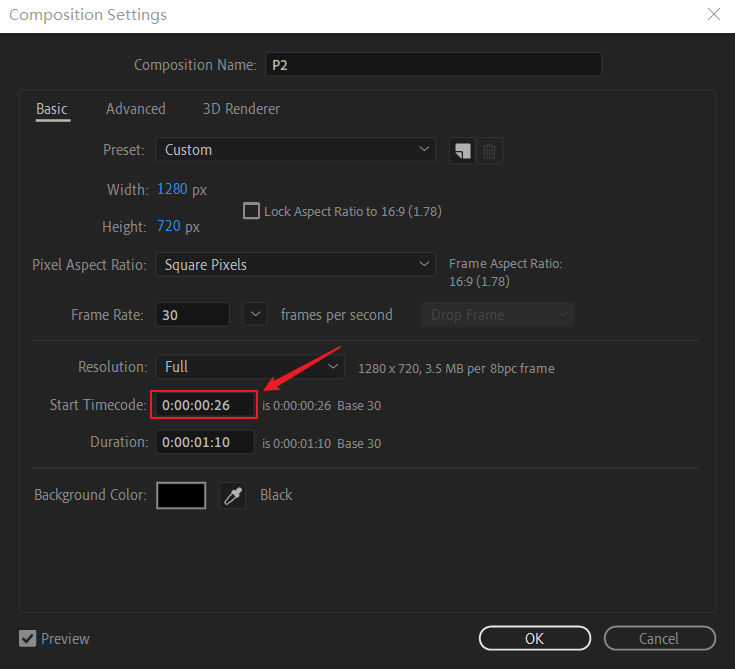 Composition Settings
Composition Name: P2
Basic Advanced 3D Renderer
Preset: Custom
Width: 1280 px
Lock Aspect Ratio to 16:9 (1.78)
Height: 720 px
Pixel Aspect Ratio: Square Pixels
Frame Aspect Ratio:
16:9 (1.78)
Frame Rate: 30 frames per second Drop Frame
Resolution: Full 1280 x 720, 3.5 MB per 8bpc frame
Start Timecode: 0:00:00:26 is 0:00:00:26 Base 30
Duration: 0:00:01:10 is 0:00:01:10 Base 30
Background Color: Black
Preview OK Cancel